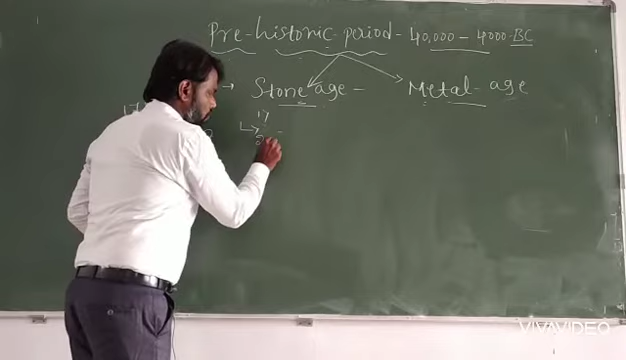 Pre-historic period - 40,000 - 4000 BC
→ Stone age - Metal-age
VIVAVIDEO